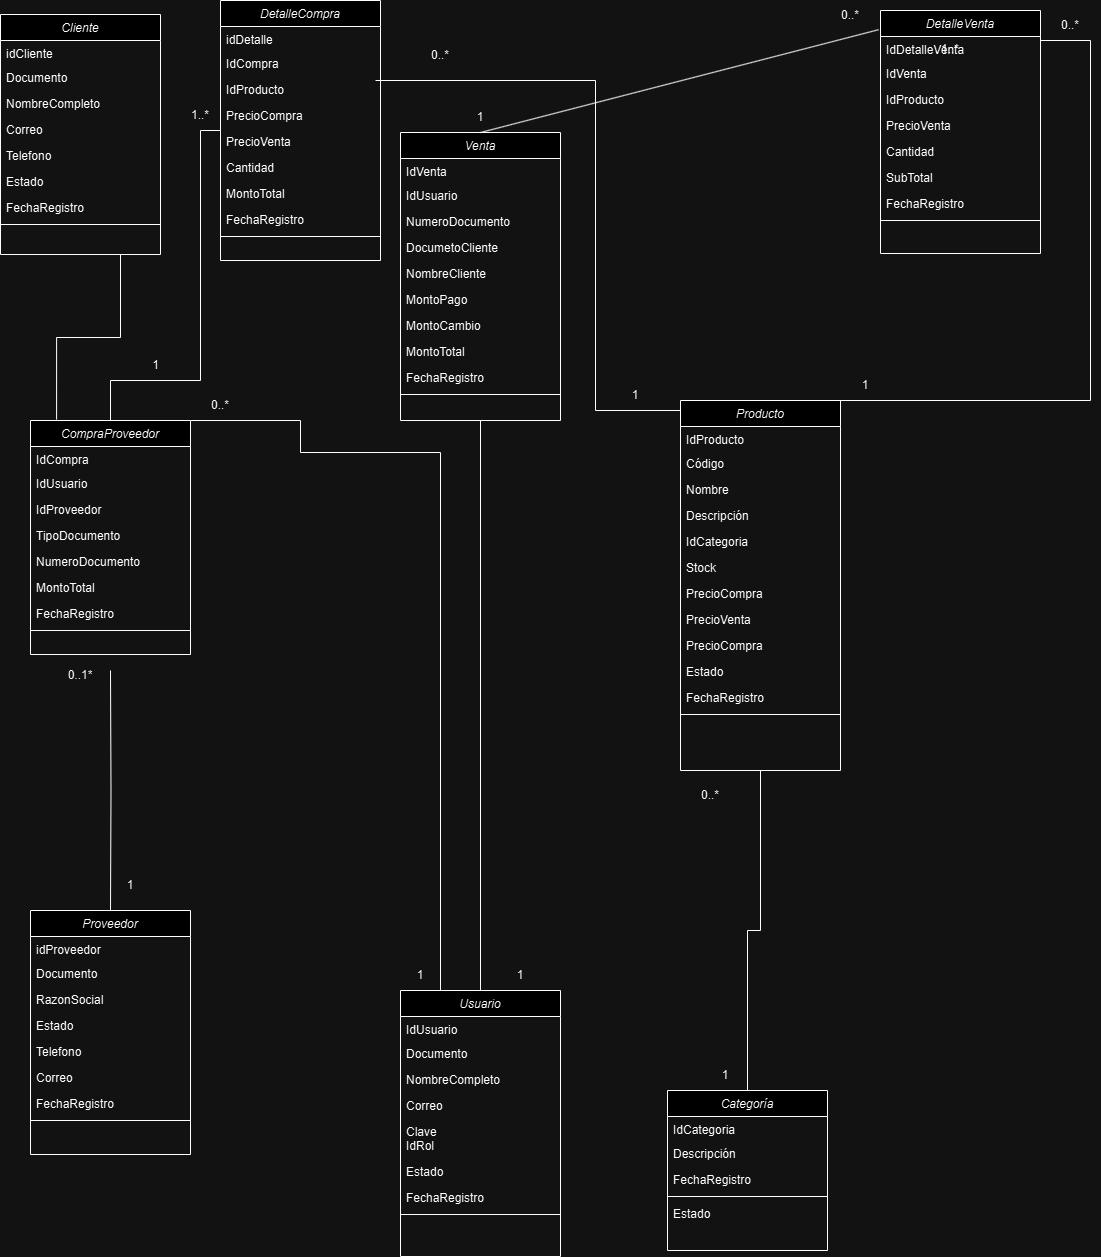 Cliente
idCliente
Documento
NombreCompleto
Correo
Telefono
Estado
FechaRegistro
DetalleCompra
idDetalle
IdCompra
IdProducto
PrecioCompra
PrecioVenta
Cantidad
MontoTotal
FechaRegistro
1..*
0..*
1
0..*
0..*
DetalleVenta
IdDetalleVenta
1..*
IdVenta
IdProducto
PrecioVenta
Cantidad
SubTotal
FechaRegistro
Venta
IdVenta
IdUsuario
NumeroDocumento
DocumetoCliente
NombreCliente
MontoPago
MontoCambio
MontoTotal
FechaRegistro
1
0..*
1
1
CompraProveedor
IdCompra
IdUsuario
IdProveedor
TipoDocumento
NumeroDocumento
MontoTotal
FechaRegistro
0..1*
Producto
IdProducto
Código
Nombre
Descripción
IdCategoria
Stock
PrecioCompra
PrecioVenta
PrecioCompra
Estado
FechaRegistro
0..*
1
Proveedor
idProveedor
Documento
RazonSocial
Estado
Telefono
Correo
FechaRegistro
1
1
Usuario
IdUsuario
Documento
NombreCompleto
Correo
Clave
IdRol
Estado
FechaRegistro
1
Categoría
IdCategoria
Descripción
FechaRegistro
Estado